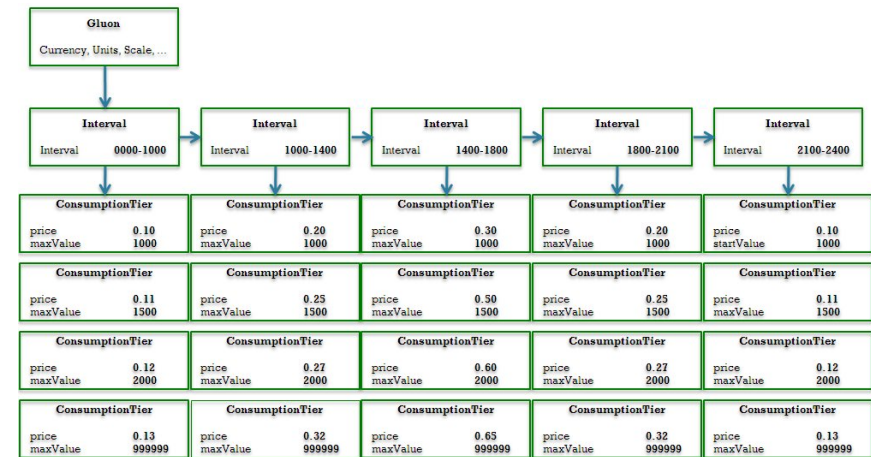 Gluon
Currency, Units, Scale, ...
Interval Interval Interval Interval Interval
Interval 0000-1000 Interval 1000-1400 Interval 1400-1800 Interval 1800-2100 Interval 2100-2400
ConsumptionTier ConsumptionTier ConsumptionTier ConsumptionTier ConsumptionTier
price 0.10 price 0.20 price 0.30 price 0.20 price 0.10
maxValue 1000 maxValue 1000 maxValue 1000 maxValue 1000 startValue 1000
ConsumptionTier ConsumptionTier ConsumptionTier ConsumptionTier ConsumptionTier
price 0.11 price 0.25 price 0.50 price 0.25 price 0.11
maxValue 1500 maxValue 1500 maxValue 1500 maxValue 1500 maxValue 1500
ConsumptionTier ConsumptionTier ConsumptionTier ConsumptionTier ConsumptionTier
price 0.12 price 0.27 price 0.60 price 0.27 price 0.12
maxValue 2000 maxValue 2000 maxValue 2000 maxValue 2000 maxValue 2000
ConsumptionTier ConsumptionTier ConsumptionTier ConsumptionTier ConsumptionTier
price 0.13 price 0.32 price 0.65 price 0.32 price 0.13
maxValue 999999 maxValue 999999 maxValue 999999 maxValue 999999 maxValue 999999